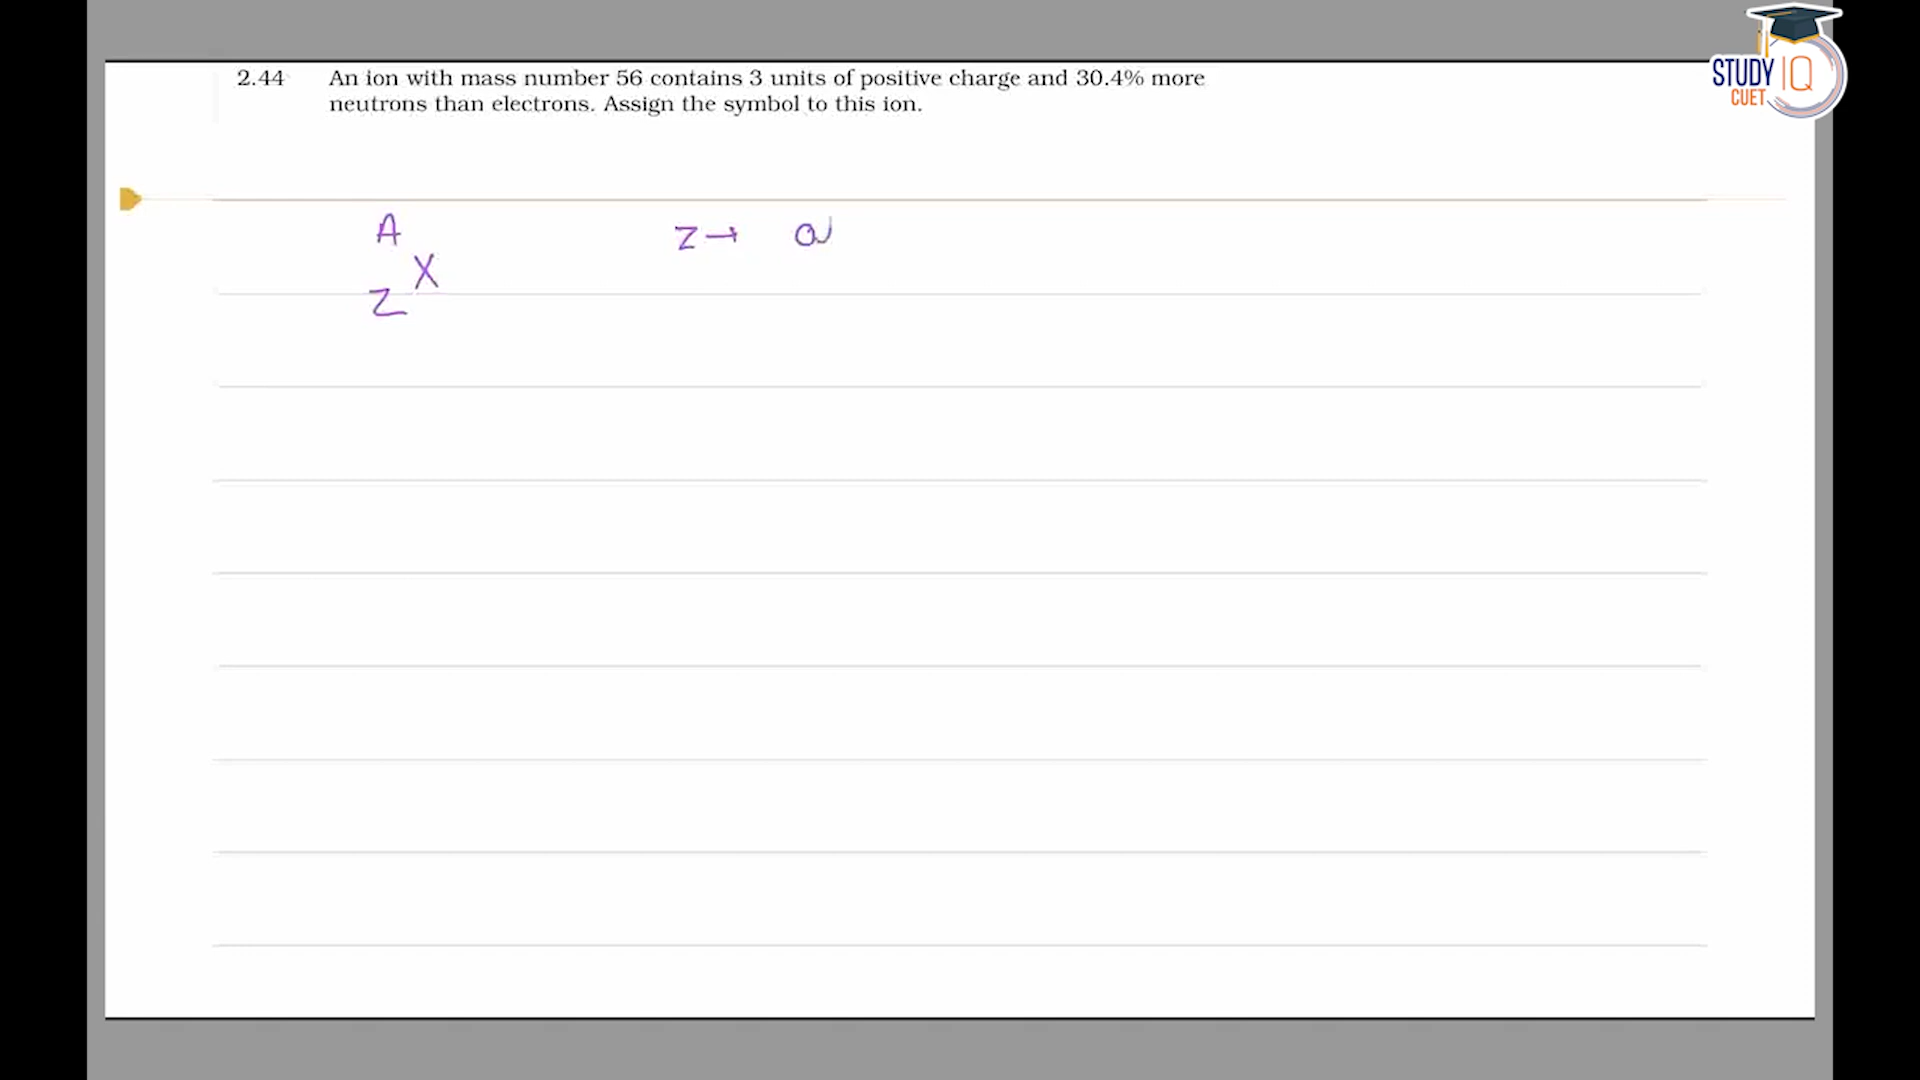 2.44 An ion with mass number 56 contains 3 units of positive charge and 30.4% more
neutrons than electrons. Assign the symbol to this ion.
STUDY IQ
CUET
A
X
Z
Z →